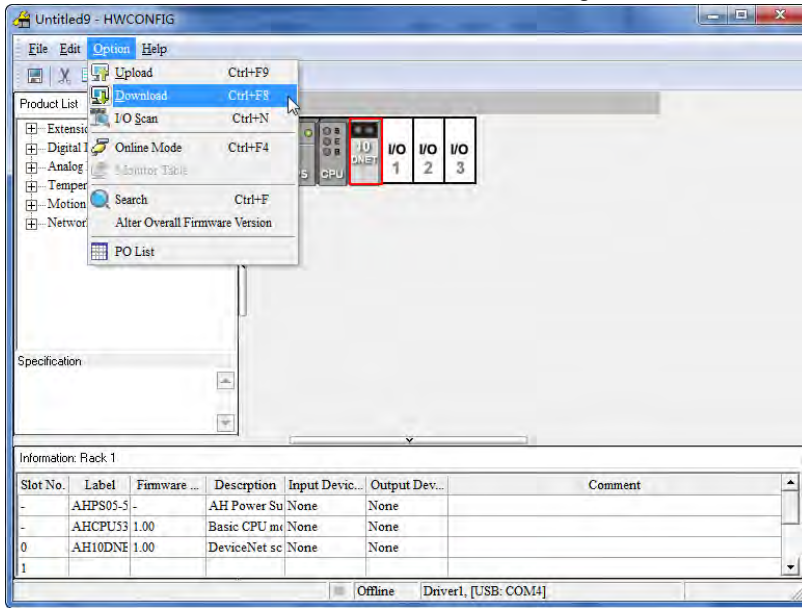 Untitled9 - HWCONFIG
File Edit Option Help
Upload Ctrl+F9
Product List
Download Ctrl+F8
Extensio
I/O Scan Ctrl+N
Digital I
Online Mode Ctrl+F4
Analog
Monitor Table
Temper
Motion
Search Ctrl+F
Networ
Alter Overall Firmware Version
PO List
CPU
10
DNET
I/O
1
I/O
2
I/O
3
Specification
Information: Rack 1
Slot No. Label Firmware ... Descrption Input Devic... Output Dev... Comment
- AHPS05-5 - AH Power Su None None
- AHCPU53 1.00 Basic CPU mo None None
0 AH10DNE 1.00 DeviceNet sc None None
1
Offline Driver1, [USB: COM4]